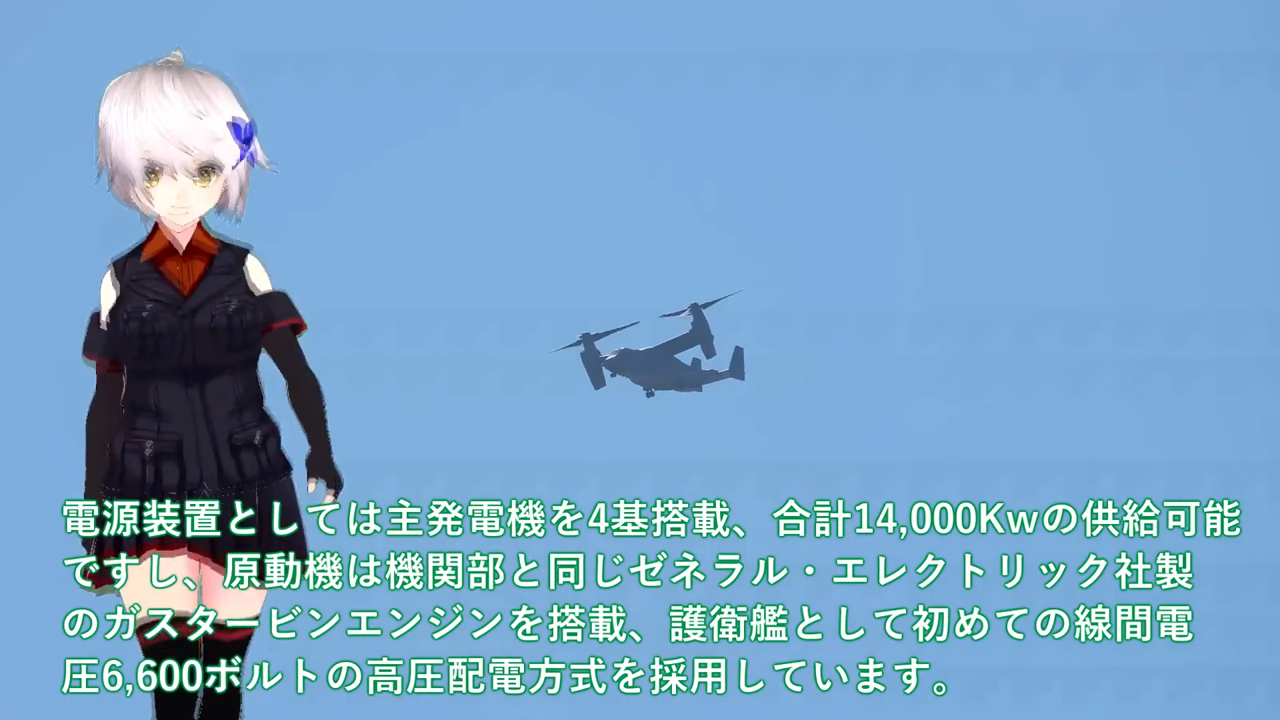 電源装置としては主発電機を4基搭載、合計14,000Kwの供給可能
ですし、原動機は機関部と同じゼネラル・エレクトリック社製
のガスタービンエンジンを搭載、護衛艦として初めての線間電
圧6,600ボルトの高圧配電方式を採用しています。